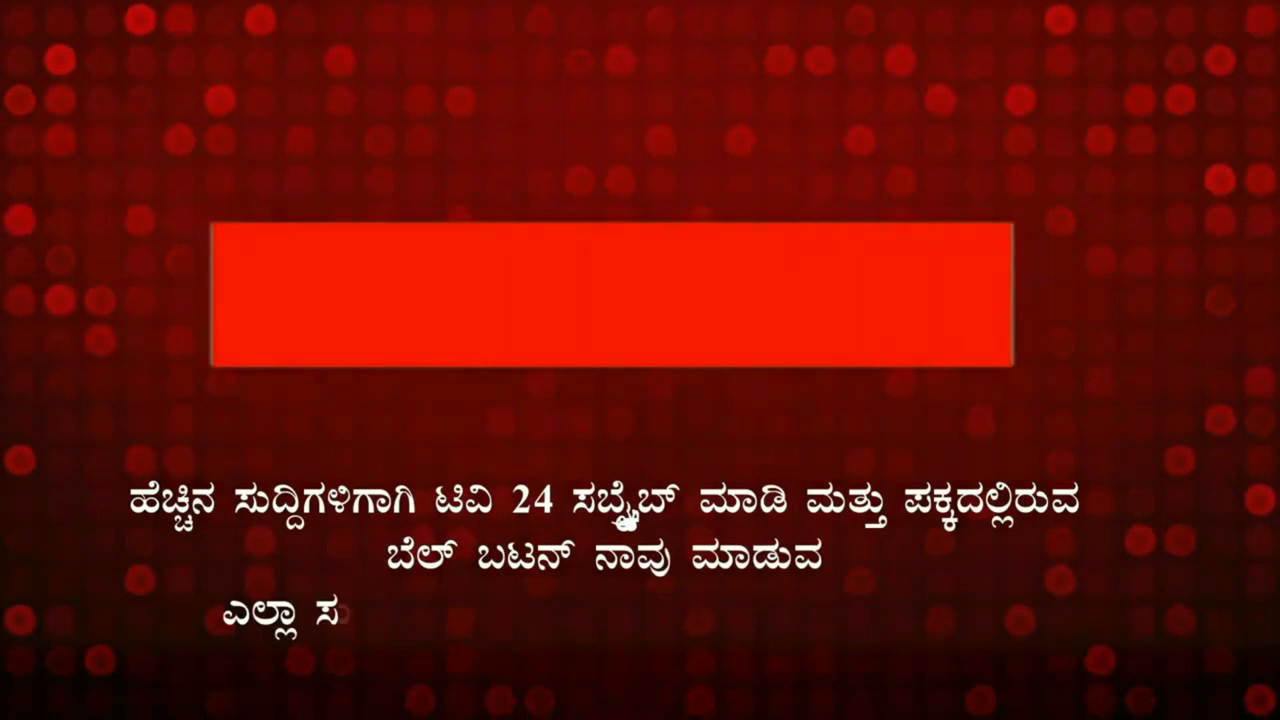 ಹೆಚ್ಚಿನ ಸುದ್ದಿಗಳಿಗಾಗಿ ಟಿವಿ 24 ಸಬ್ಸ್ಕ್ರೈಬ್ ಮಾಡಿ ಮತ್ತು ಪಕ್ಕದಲ್ಲಿರುವ
ಬೆಲ್ ಬಟನ್ ನಾವು ಮಾಡುವ
ಎಲ್ಲಾ ಸ